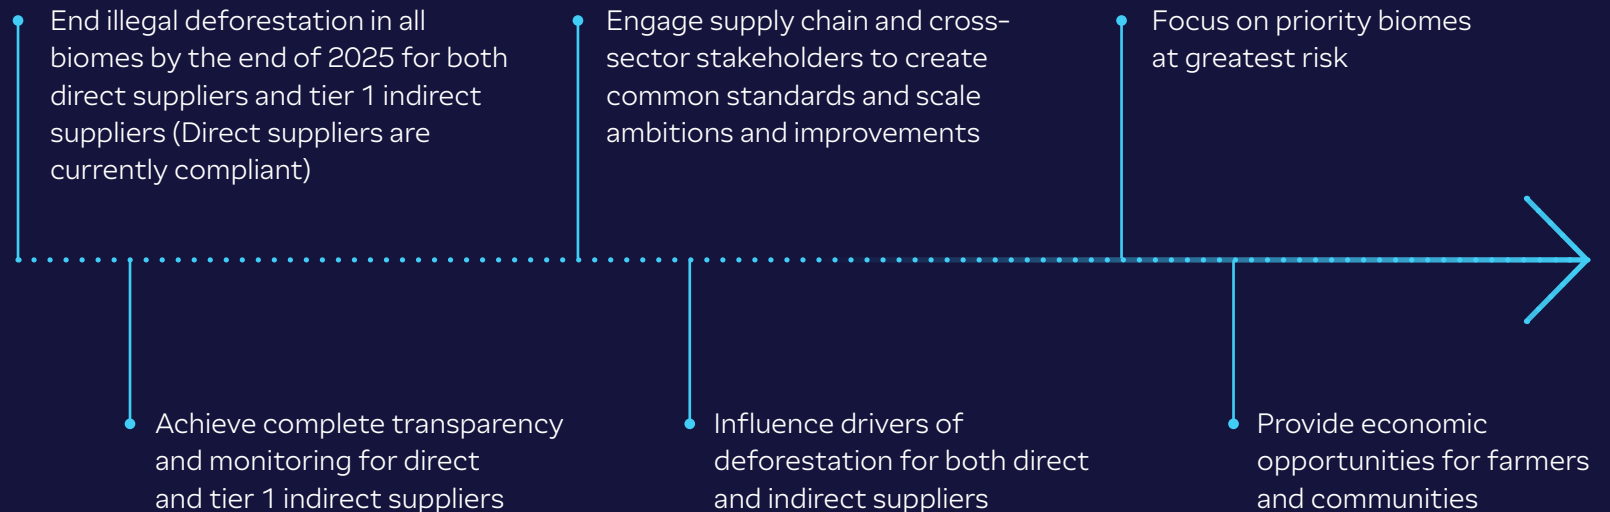 End illegal deforestation in all
biomes by the end of 2025 for both
direct suppliers and tier 1 indirect
suppliers (Direct suppliers are
currently compliant)
Engage supply chain and cross-
sector stakeholders to create
common standards and scale
ambitions and improvements
Focus on priority biomes
at greatest risk
Achieve complete transparency
and monitoring for direct
and tier 1 indirect suppliers
Influence drivers of
deforestation for both direct
and indirect suppliers
Provide economic
opportunities for farmers
and communities